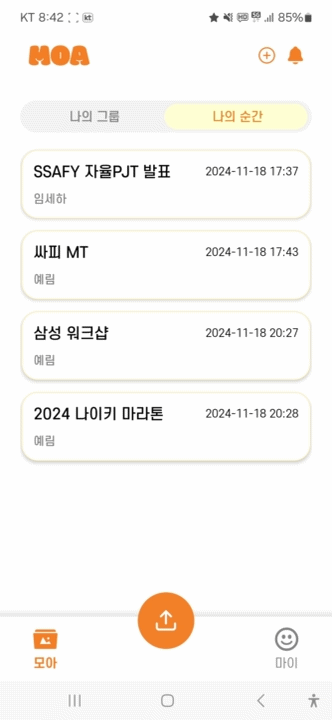 KT 8:42 kt 5G 85%
MOA
나의 그룹 나의 순간
SSAFY 자율PJT 발표 2024-11-18 17:37
임세하
싸피 MT 2024-11-18 17:43
예림
삼성 워크샵 2024-11-18 20:27
예림
2024 나이키 마라톤 2024-11-18 20:28
예림
모아 마이